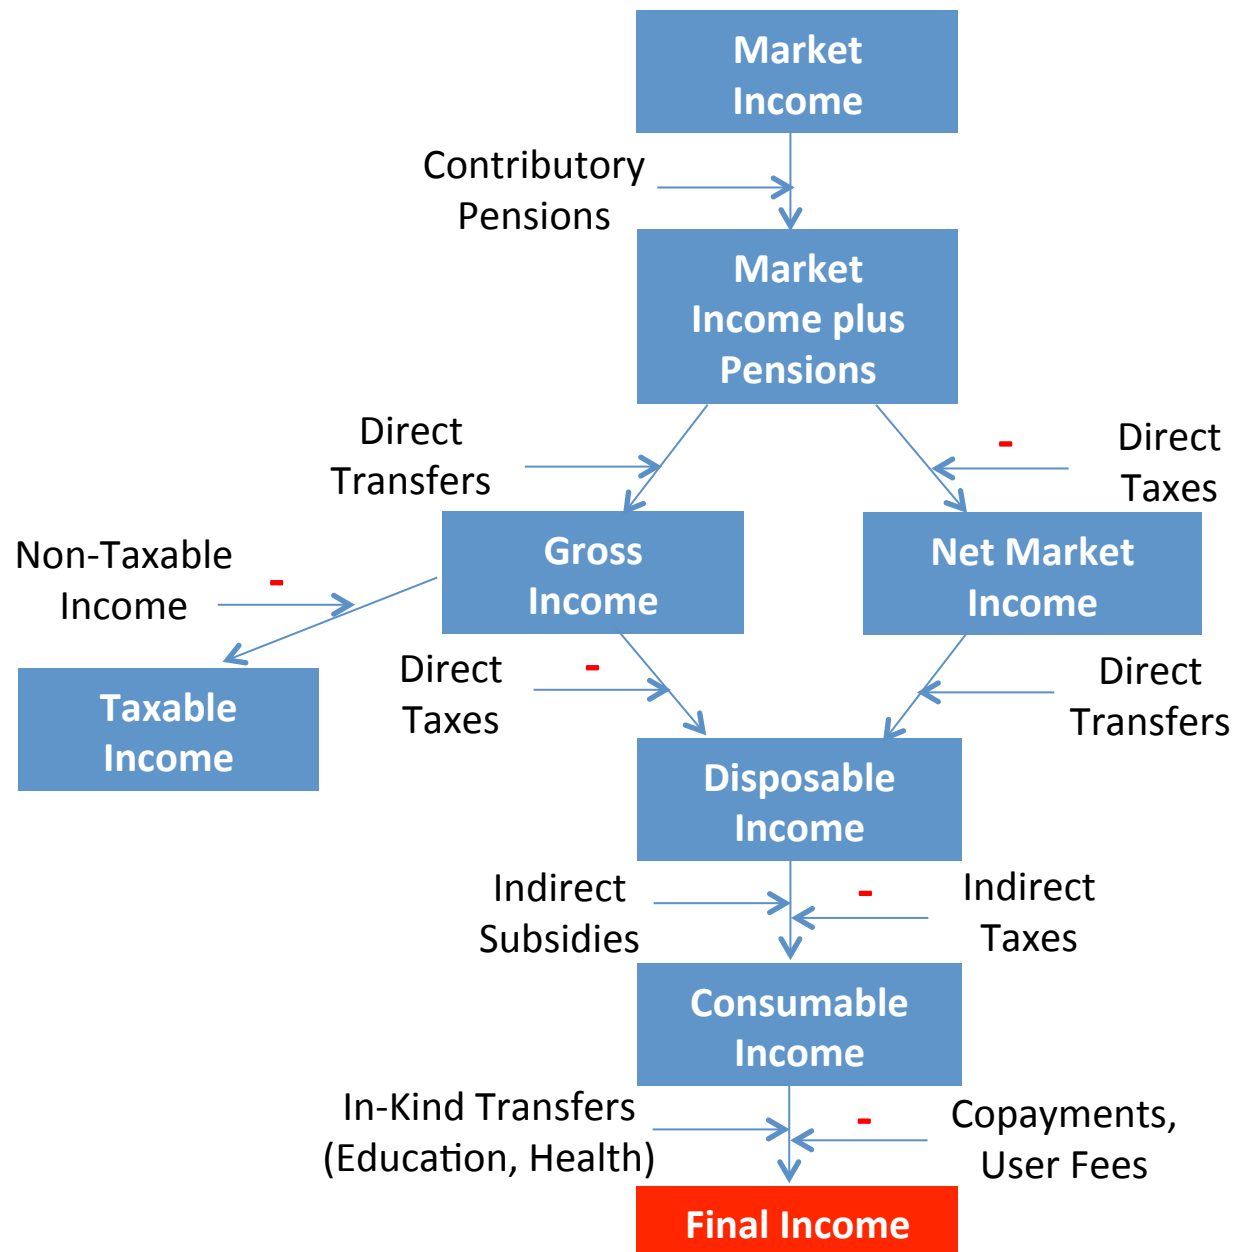 Market
Income
Contributory
Pensions
Market
Income plus
Pensions
Direct
Transfers
-
Direct
Taxes
Non-Taxable
Income
-
Gross
Income
Net Market
Income
Direct
Taxes
-
Direct
Transfers
Taxable
Income
Disposable
Income
Indirect
Subsidies
-
Indirect
Taxes
Consumable
Income
In-Kind Transfers
(Education, Health)
-
Copayments,
User Fees
Final Income